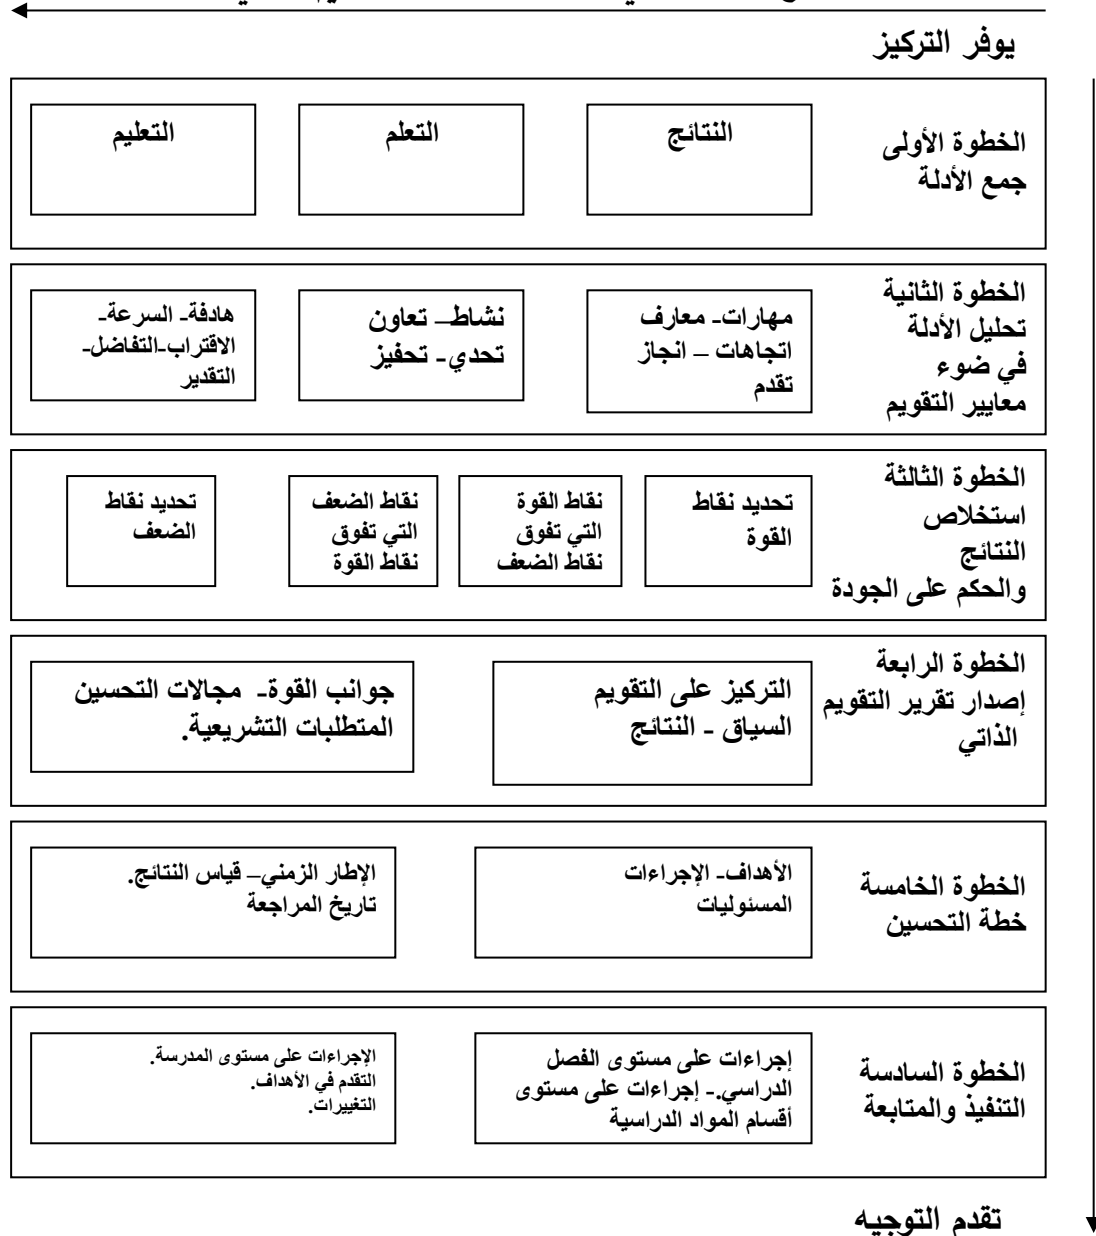 يوفر التركيز
الخطوة الأولى
جمع الأدلة
النتائج
التعلم
التعليم
الخطوة الثانية
تحليل الأدلة
في ضوء
معايير التقويم
مهارات- معارف
اتجاهات – انجاز
تقدم
نشاط– تعاون
تحدي- تحفيز
هادفة- السرعة-
الاقتراب-التفاضل-
التقدير
الخطوة الثالثة
استخلاص
النتائج
والحكم على الجودة
تحديد نقاط
القوة
نقاط القوة
التي تفوق
نقاط الضعف
نقاط الضعف
التي تفوق
نقاط القوة
تحديد نقاط
الضعف
الخطوة الرابعة
إصدار تقرير التقويم
الذاتي
التركيز على التقويم
السياق - النتائج
جوانب القوة- مجالات التحسين
المتطلبات التشريعية.
الخطوة الخامسة
خطة التحسين
الأهداف- الإجراءات
المسئوليات
الإطار الزمني– قياس النتائج.
تاريخ المراجعة
الخطوة السادسة
التنفيذ والمتابعة
إجراءات على مستوى الفصل
الدراسي.- إجراءات على مستوى
أقسام المواد الدراسية
الإجراءات على مستوى المدرسة.
التقدم في الأهداف.
التغييرات.
تقدم التوجيه